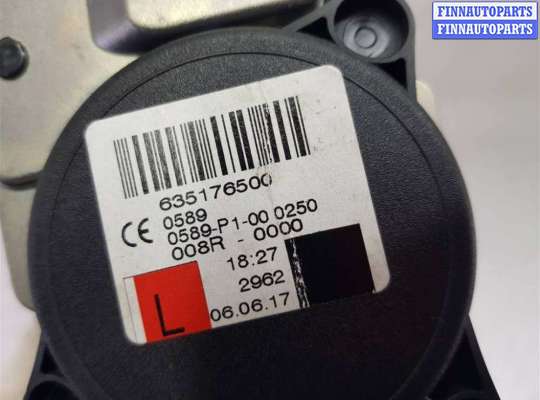 FINNAUTOPARTS
FINNAUTOPARTS
635176500
CE 0589
0589-P1-00 0250
008R - 0000
18:27
2962
L 06.06.17